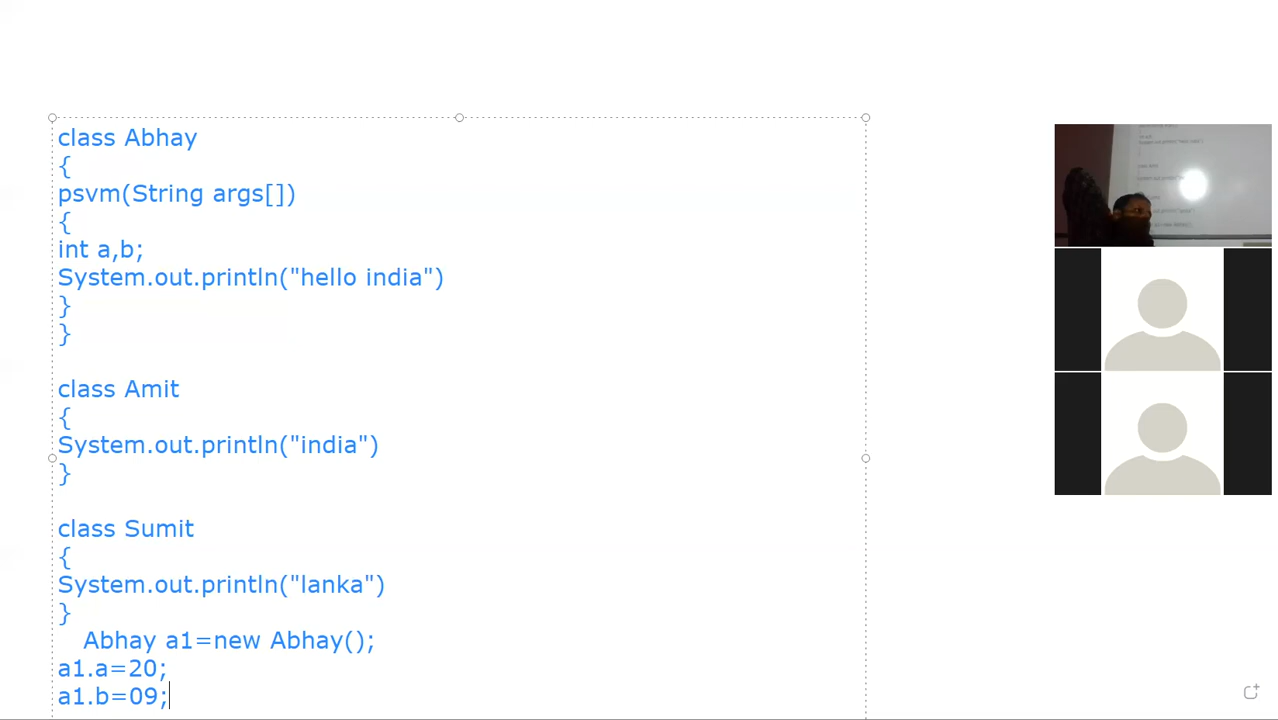 class Abhay
{
psvm(String args[])
{
int a,b;
System.out.println("hello india")
}
}
class Amit
{
System.out.println("india")
}
class Sumit
{
System.out.println("lanka")
}
Abhay a1=new Abhay();
a1.a=20;
a1.b=09;